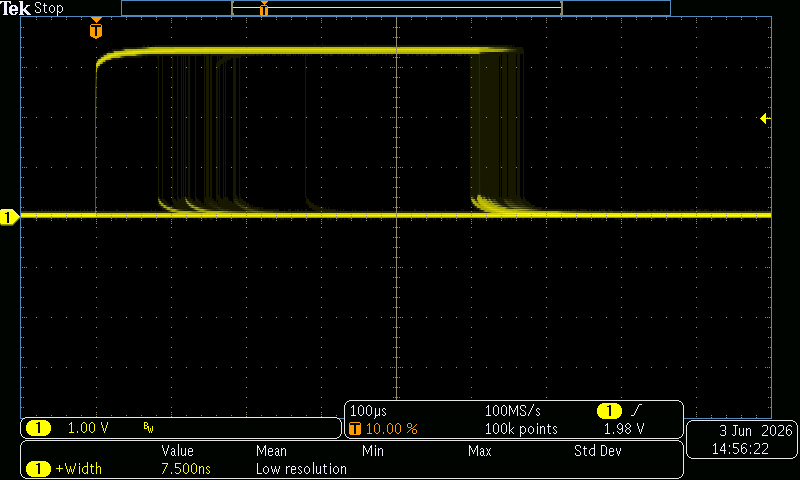 Tek Stop
T
T
1
1 1.00 V BW
100µs 100MS/s 1
T 10.00 % 100k points 1.98 V
3 Jun 2026
14:56:22
Value Mean Min Max Std Dev
1 +Width 7.500ns Low resolution